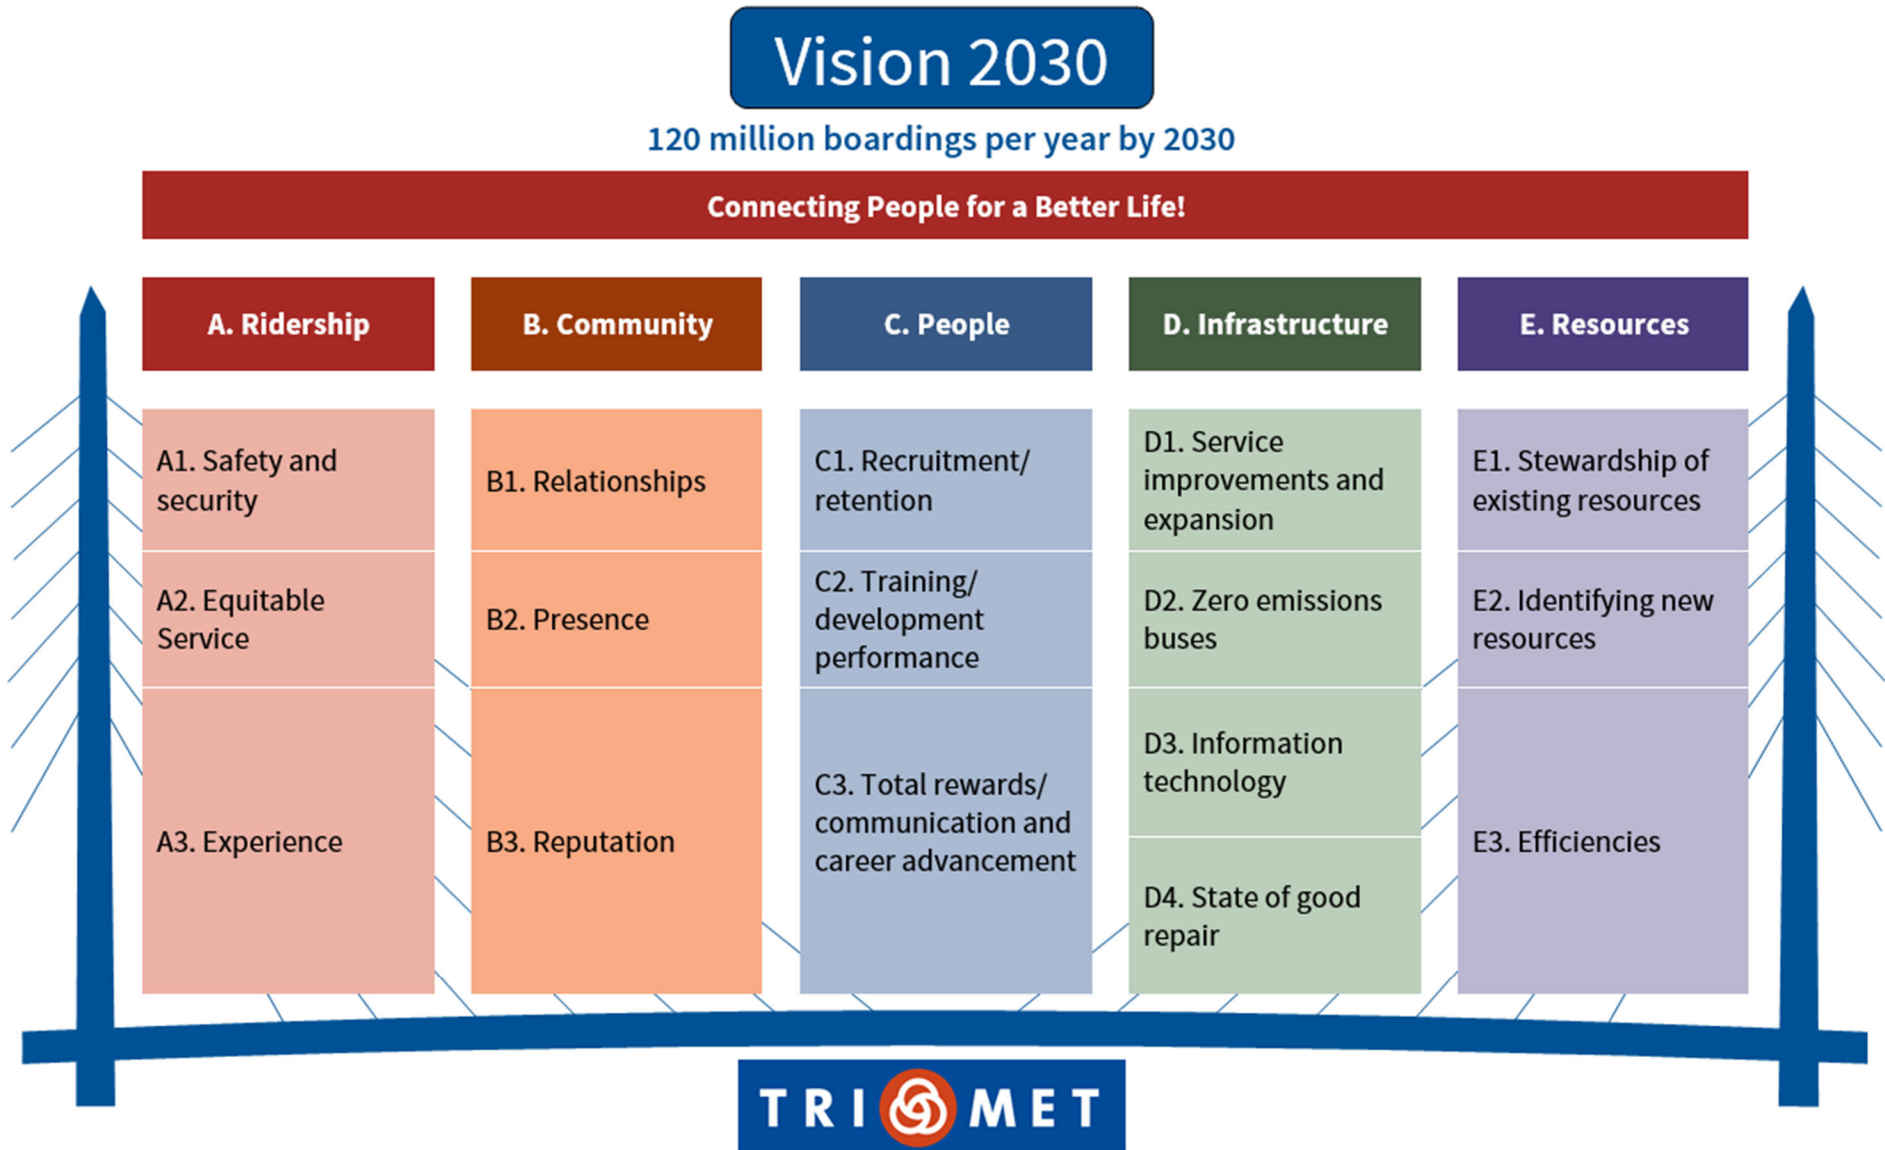 Vision 2030
120 million boardings per year by 2030
Connecting People for a Better Life!
A. Ridership
A1. Safety and
security
A2. Equitable
Service
A3. Experience
B. Community
B1. Relationships
B2. Presence
B3. Reputation
C. People
C1. Recruitment/
retention
C2. Training/
development
performance
C3. Total rewards/
communication and
career advancement
D. Infrastructure
D1. Service
improvements and
expansion
D2. Zero emissions
buses
D3. Information
technology
D4. State of good
repair
E. Resources
E1. Stewardship of
existing resources
E2. Identifying new
resources
E3. Efficiencies
TRI MET